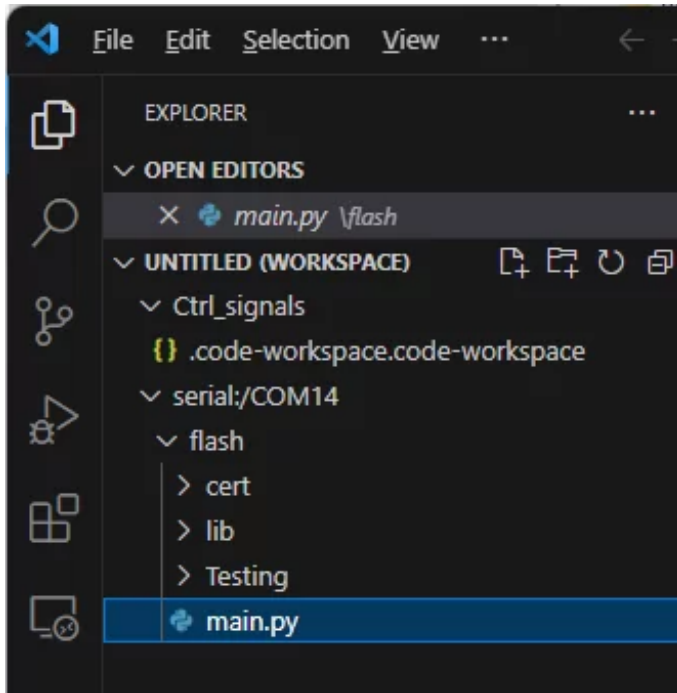 File Edit Selection View ···
EXPLORER ···
OPEN EDITORS
main.py \flash
UNTITLED (WORKSPACE)
Ctrl_signals
{} .code-workspace.code-workspace
serial:/COM14
flash
cert
lib
Testing
main.py